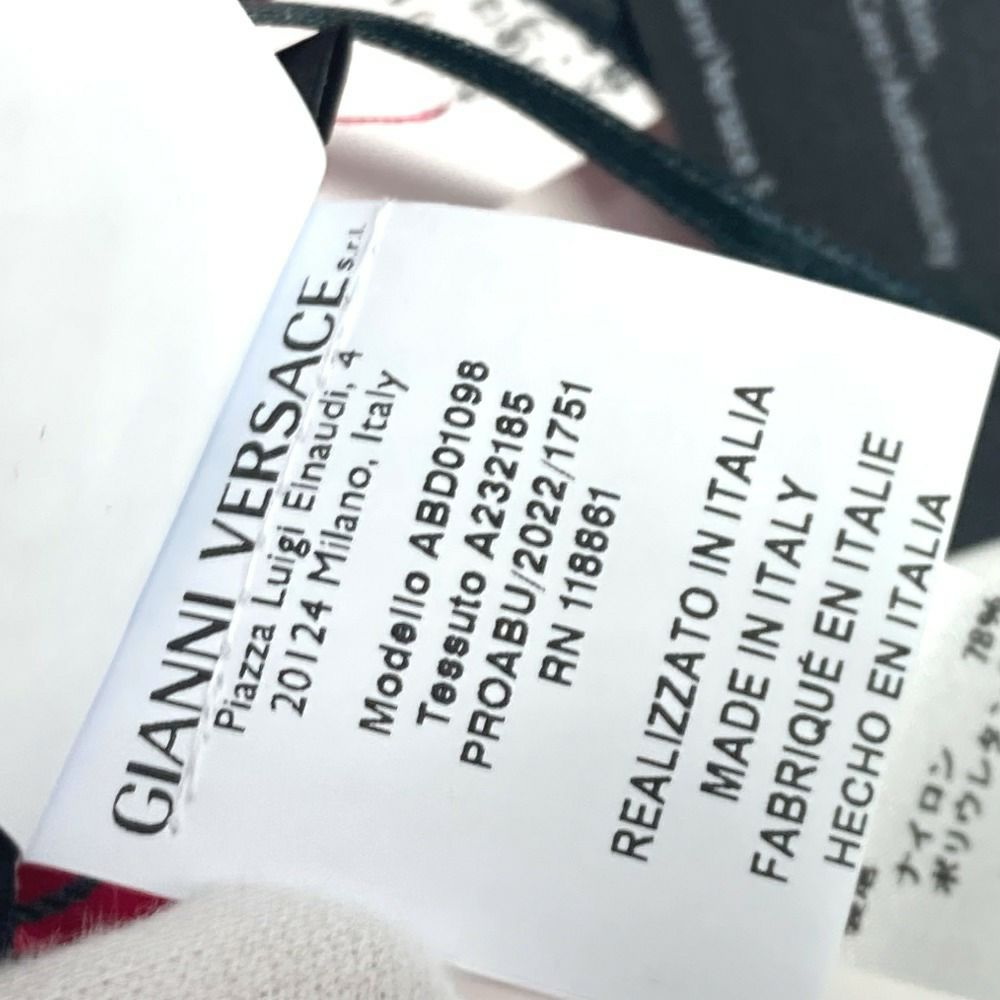 GIANNI VERSACE s.r.l.
Piazza Luigi Einaudi, 4
20124 Milano, Italy
Modello ABD01098
Tessuto A232185
PROABU/2022/1751
RN 118861
REALIZZATO IN ITALIA
MADE IN ITALY
FABRIQUÉ EN ITALIE
HECHO EN ITALIA
ナイロン 78%
ポリウレタン